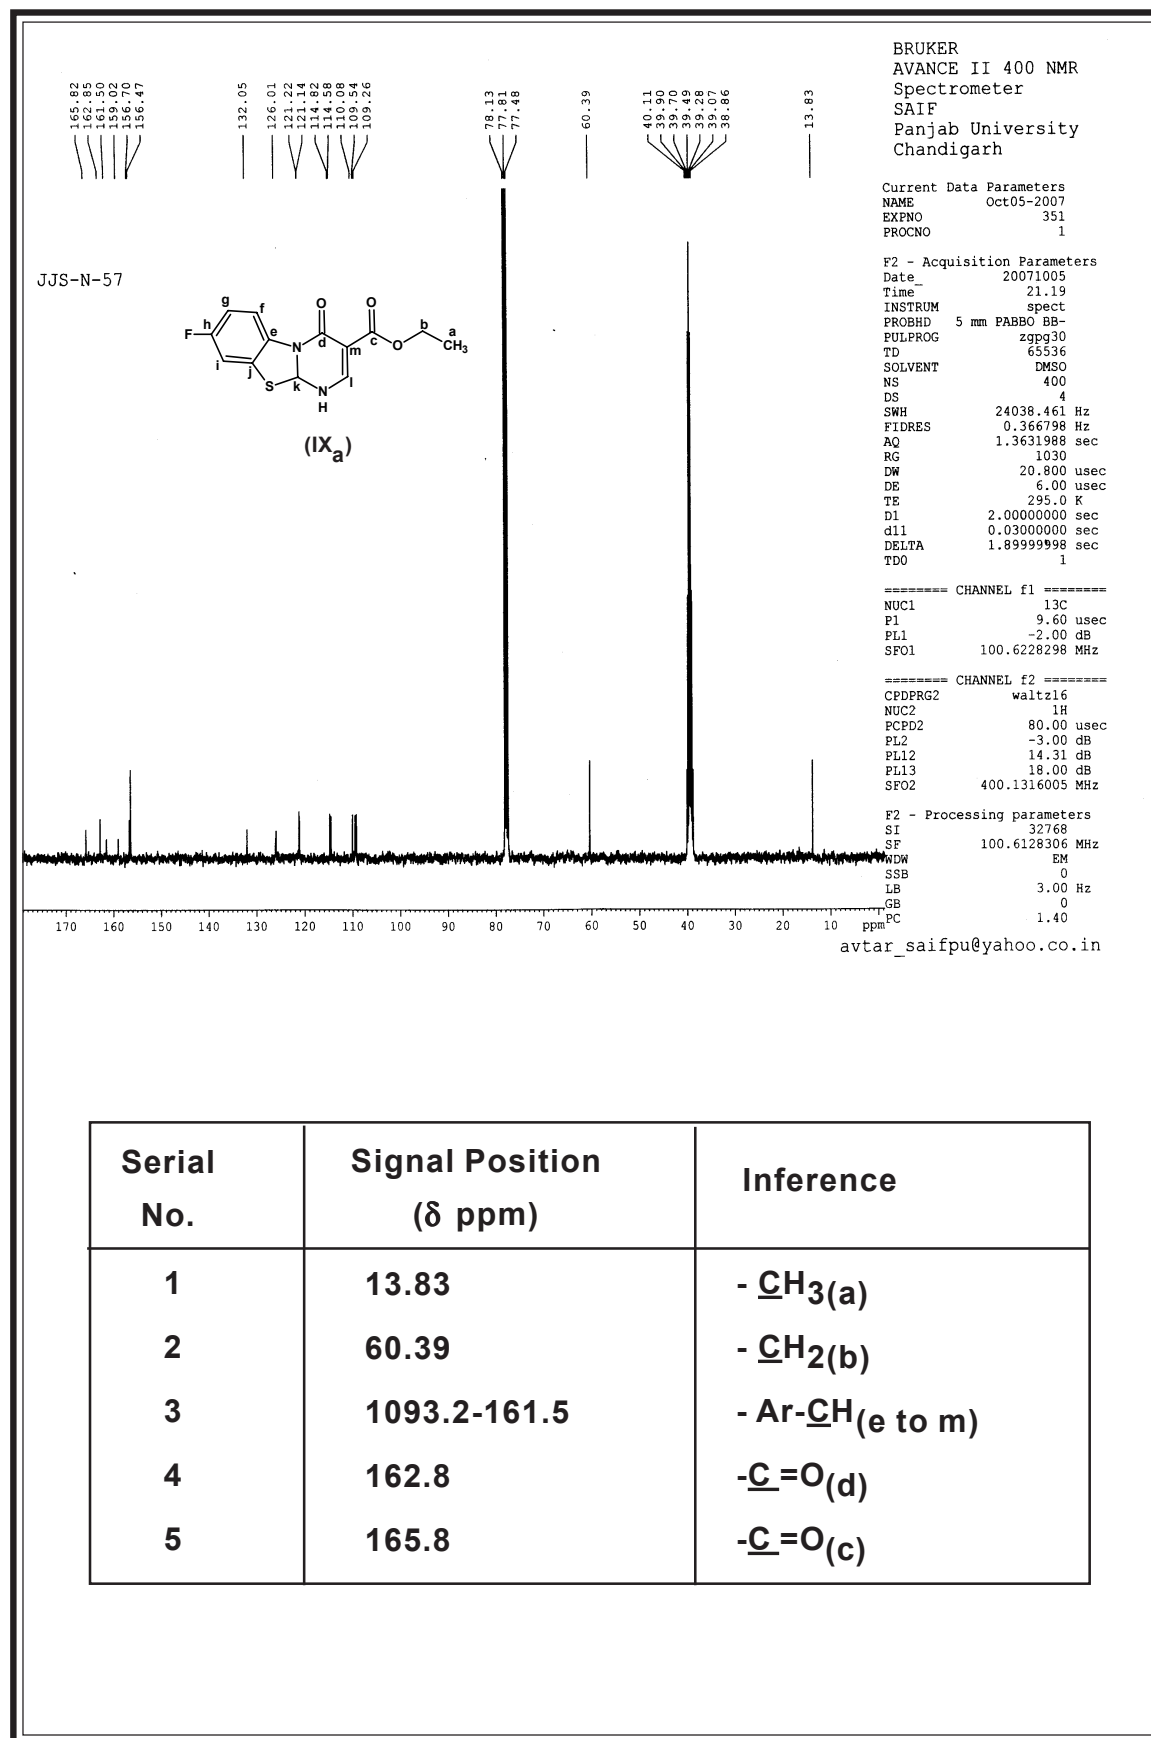 165.82
162.85
161.50
159.02
156.70
156.47
132.05
126.01
121.22
121.14
114.82
114.58
110.08
109.54
109.26
78.13
77.81
77.48
60.39
40.11
39.90
39.70
39.49
39.28
39.07
38.86
13.83
BRUKER
AVANCE II 400 NMR
Spectrometer
SAIF
Panjab University
Chandigarh
Current Data Parameters
NAME Oct05-2007
EXPNO 351
PROCNO 1
F2 - Acquisition Parameters
Date_ 20071005
Time 21.19
INSTRUM spect
PROBHD 5 mm PABBO BB-
PULPROG zgpg30
TD 65536
SOLVENT DMSO
NS 400
DS 4
SWH 24038.461 Hz
FIDRES 0.366798 Hz
AQ 1.3631988 sec
RG 1030
DW 20.800 usec
DE 6.00 usec
TE 295.0 K
D1 2.00000000 sec
d11 0.03000000 sec
DELTA 1.89999998 sec
TD0 1
======== CHANNEL f1 ========
NUC1 13C
P1 9.60 usec
PL1 -2.00 dB
SFO1 100.6228298 MHz
======== CHANNEL f2 ========
CPDPRG2 waltz16
NUC2 1H
PCPD2 80.00 usec
PL2 -3.00 dB
PL12 14.31 dB
PL13 18.00 dB
SFO2 400.1316005 MHz
F2 - Processing parameters
SI 32768
SF 100.6128306 MHz
WDW EM
SSB 0
LB 3.00 Hz
GB 0
PC 1.40
JJS-N-57
g f O O b a
F h e N d m c O CH3
i j S k N H l
(IXa)
170 160 150 140 130 120 110 100 90 80 70 60 50 40 30 20 10 ppm
avtar_saifpu@yahoo.co.in
Serial No. Signal Position (δ ppm) Inference
1 13.83 - CH3(a)
2 60.39 - CH2(b)
3 1093.2-161.5 - Ar-CH(e to m)
4 162.8 -C =O(d)
5 165.8 -C =O(c)